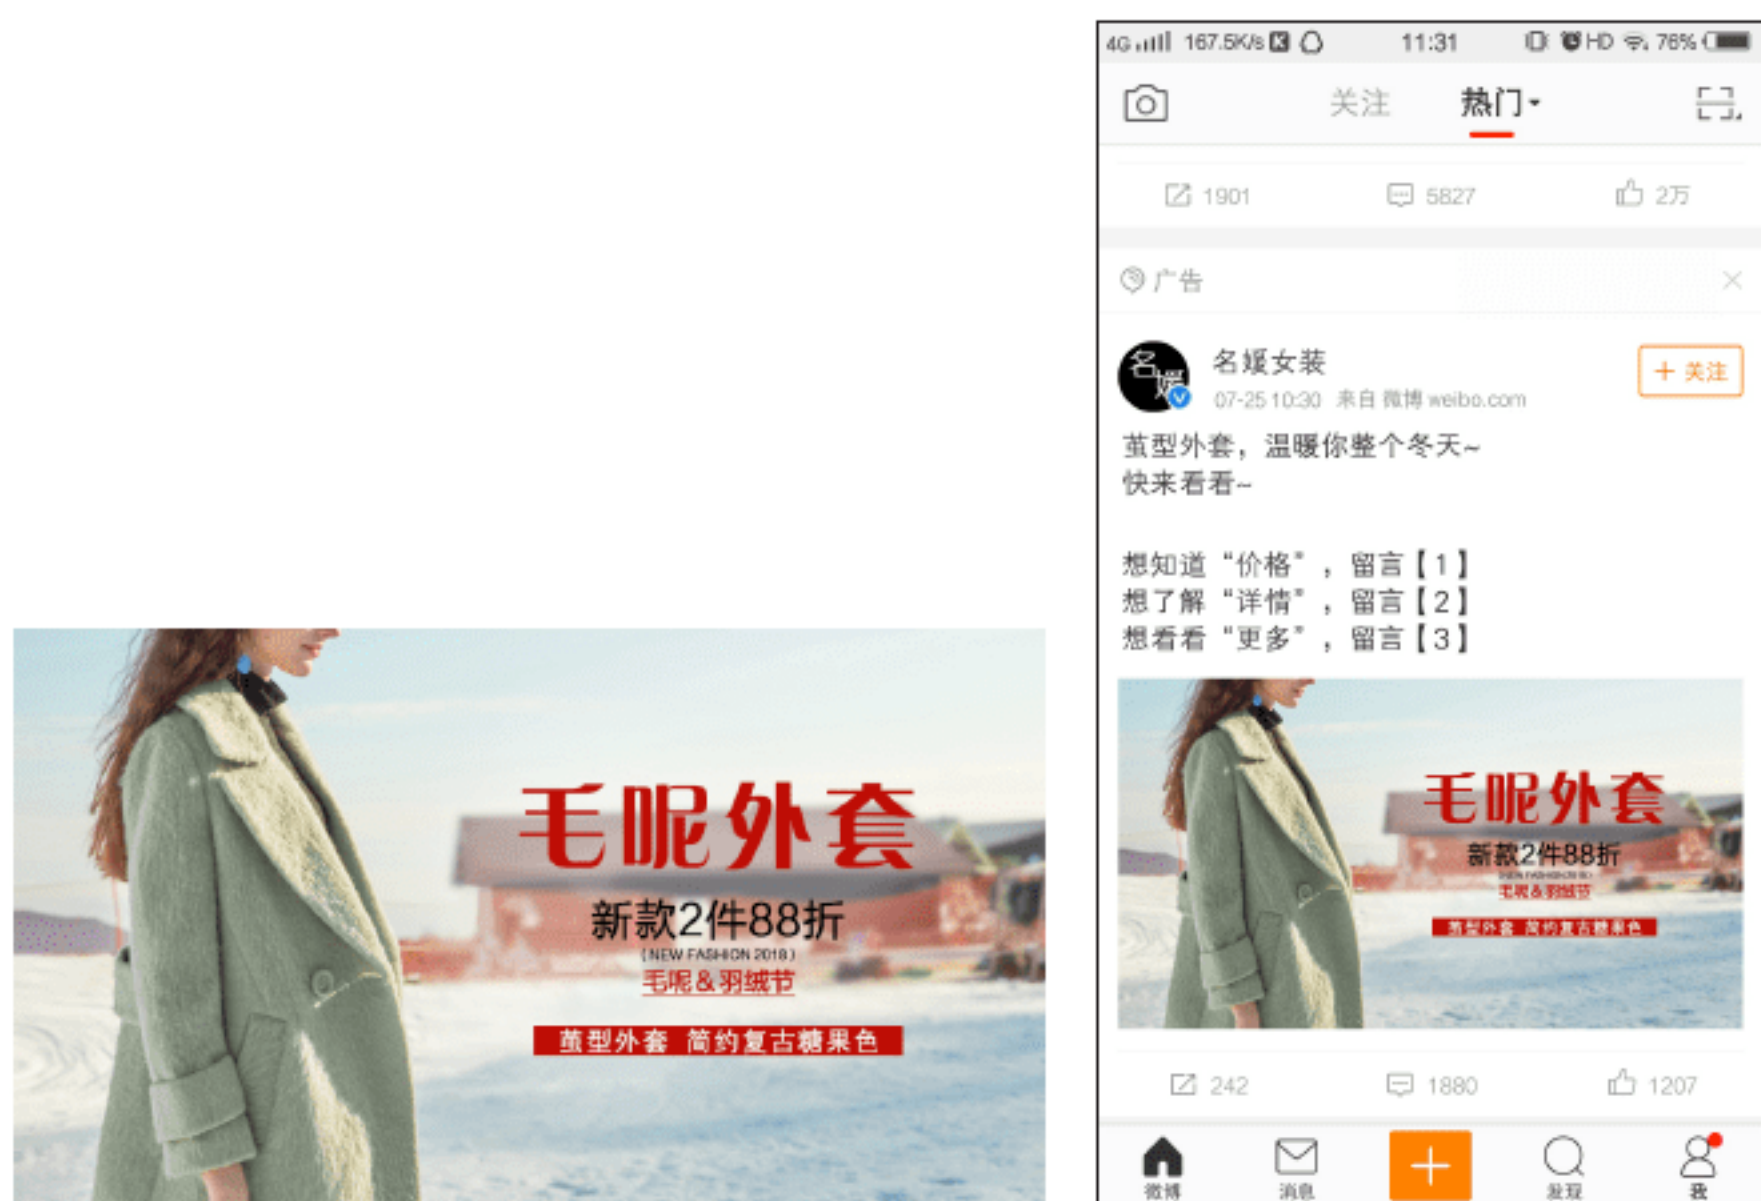 毛呢外套
新款2件88折
(NEW FASHION 2018)
毛呢&羽绒节
茧型外套 简约复古糖果色
4G 167.5K/s 11:31 HD 76%
关注 热门
1901 5827 2万
广告
名媛
名媛女装
+ 关注
07-25 10:30 来自 微博 weibo.com
茧型外套，温暖你整个冬天~
快来看看~
想知道“价格”，留言【1】
想了解“详情”，留言【2】
想看看“更多”，留言【3】
毛呢外套
新款2件88折
毛呢&羽绒节
茧型外套 简约复古糖果色
242 1880 1207
微博 消息 发现 我